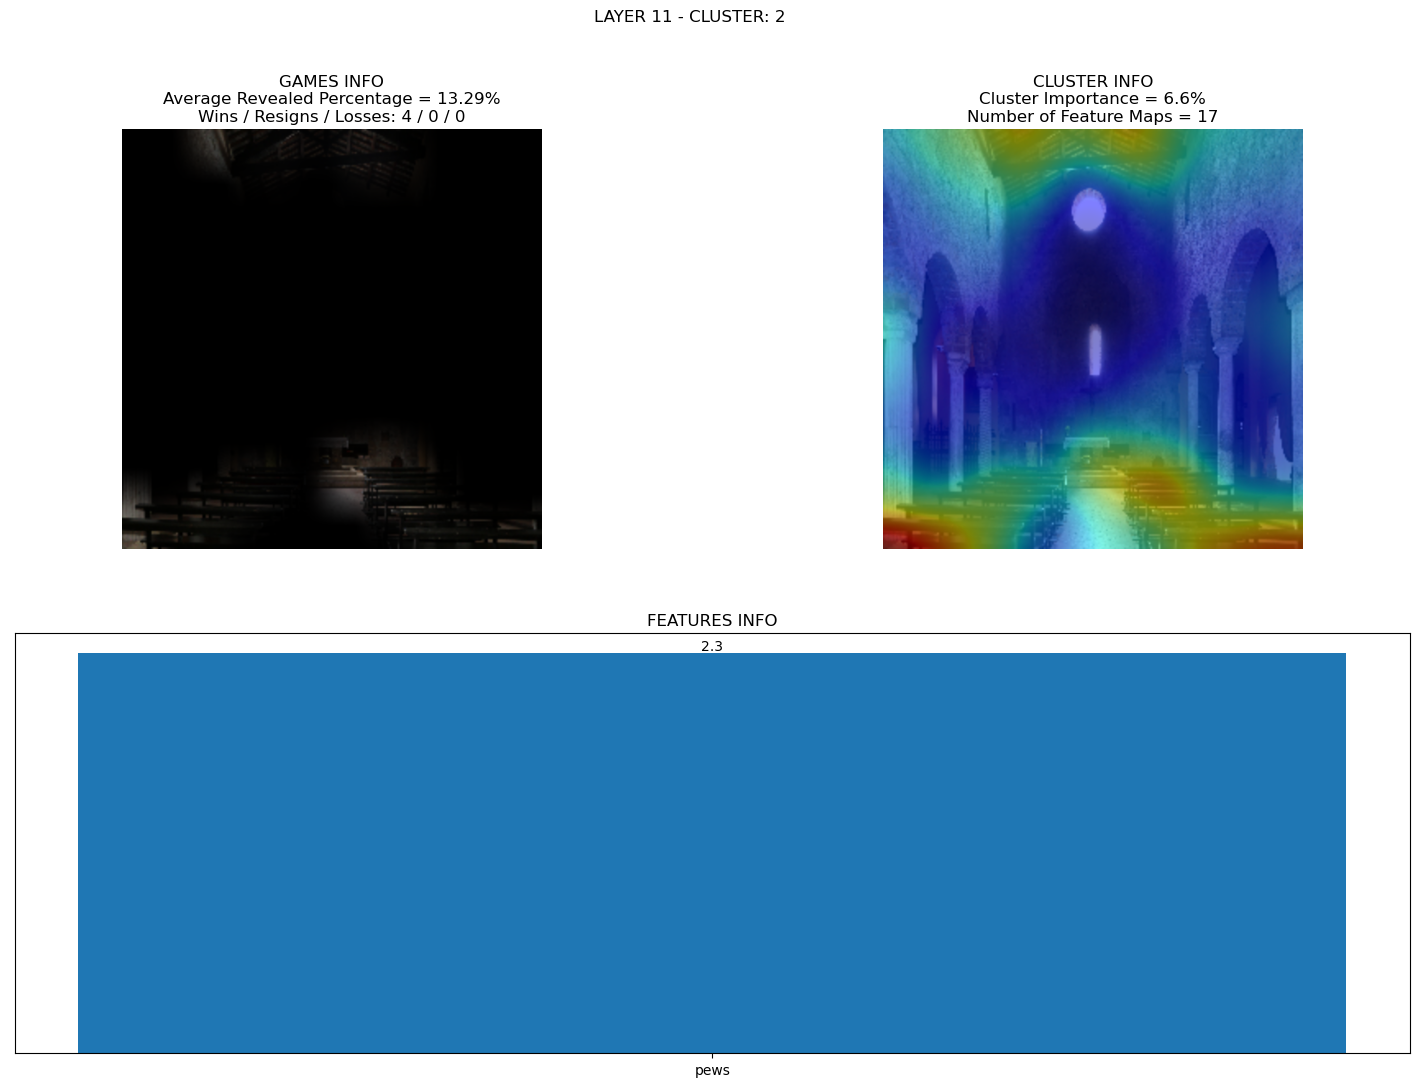 LAYER 11 - CLUSTER: 2
GAMES INFO
Average Revealed Percentage = 13.29%
Wins / Resigns / Losses: 4 / 0 / 0
CLUSTER INFO
Cluster Importance = 6.6%
Number of Feature Maps = 17
FEATURES INFO
2.3
pews